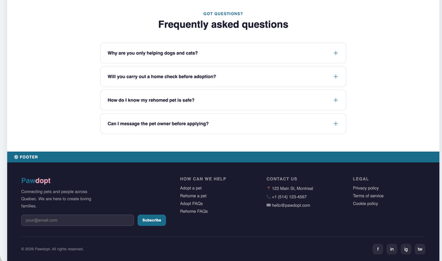 GOT QUESTIONS?
Frequently asked questions
Why are you only helping dogs and cats?
Will you carry out a home check before adoption?
How do I know my rehomed pet is safe?
Can I message the pet owner before applying?
FOOTER
Pawdopt
Connecting pets and people across
Quebec. We are here to create loving
families.
your@email.com
Subscribe
HOW CAN WE HELP
Adopt a pet
Rehome a pet
Adopt FAQs
Rehome FAQs
CONTACT US
123 Main St, Montreal
+1 (514) 123-4567
hello@pawdopt.com
LEGAL
Privacy policy
Terms of service
Cookie policy
Pawdopt. All rights reserved.
f
in
ig
tw